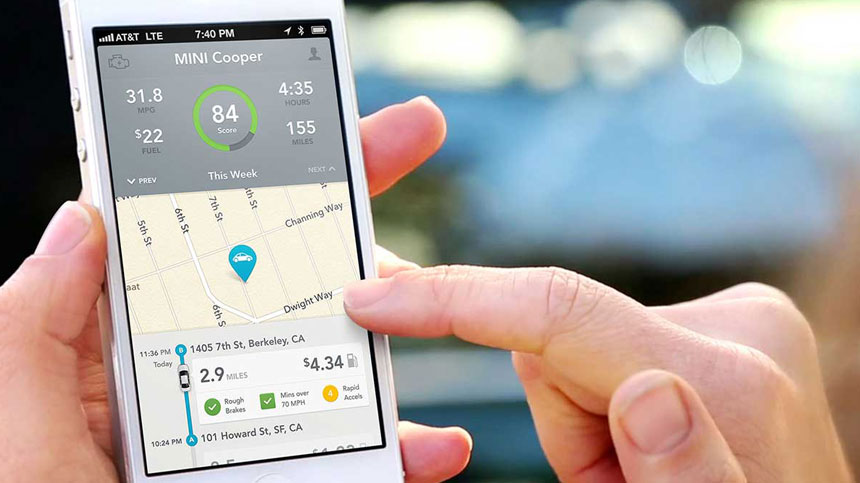 AT&T LTE 7:40 PM
MINI Cooper
31.8
MPG
84
Score
4:35
HOURS
$22
FUEL
155
MILES
PREV
This Week
NEXT
5th St
6th St
7th St
Channing Way
aat
6th St
Dwight Way
11:36 PM
Today
B
1405 7th St, Berkeley, CA
2.9 MILES
$4.34
Rough
Brakes
Mins over
70 MPH
4
Rapid
Accels
10:24 PM
A
101 Howard St, SF, CA